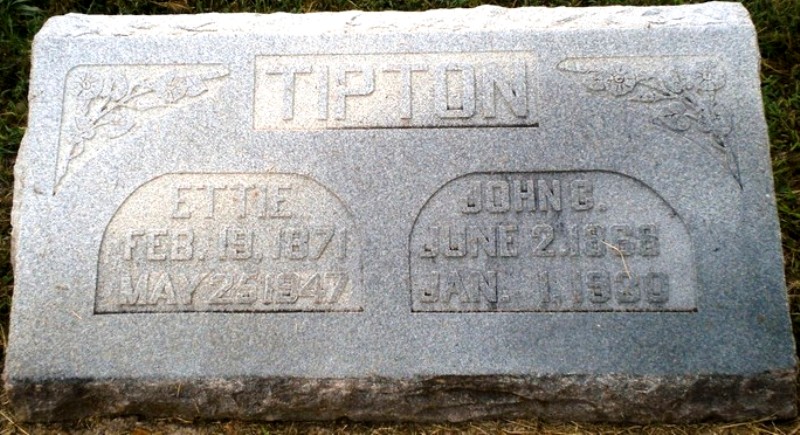 TIPTON
ETTIE
FEB. 19, 1871
MAY 25 1947
JOHN C.
JUNE 2, 1868
JAN. 1, 1939